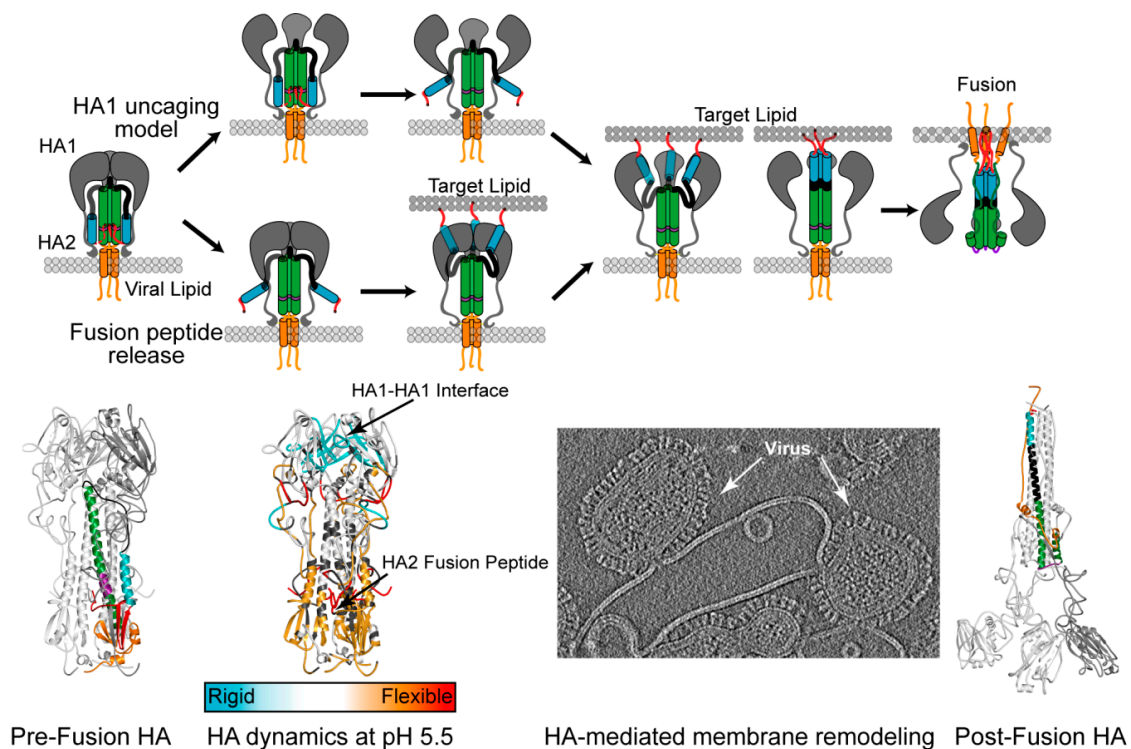 HA1 uncaging
model
HA1
HA2
Viral Lipid
Fusion peptide
release
Target Lipid
Target Lipid
Fusion
HA1-HA1 Interface
HA2 Fusion Peptide
Virus
Rigid
Flexible
Pre-Fusion HA
HA dynamics at pH 5.5
HA-mediated membrane remodeling
Post-Fusion HA